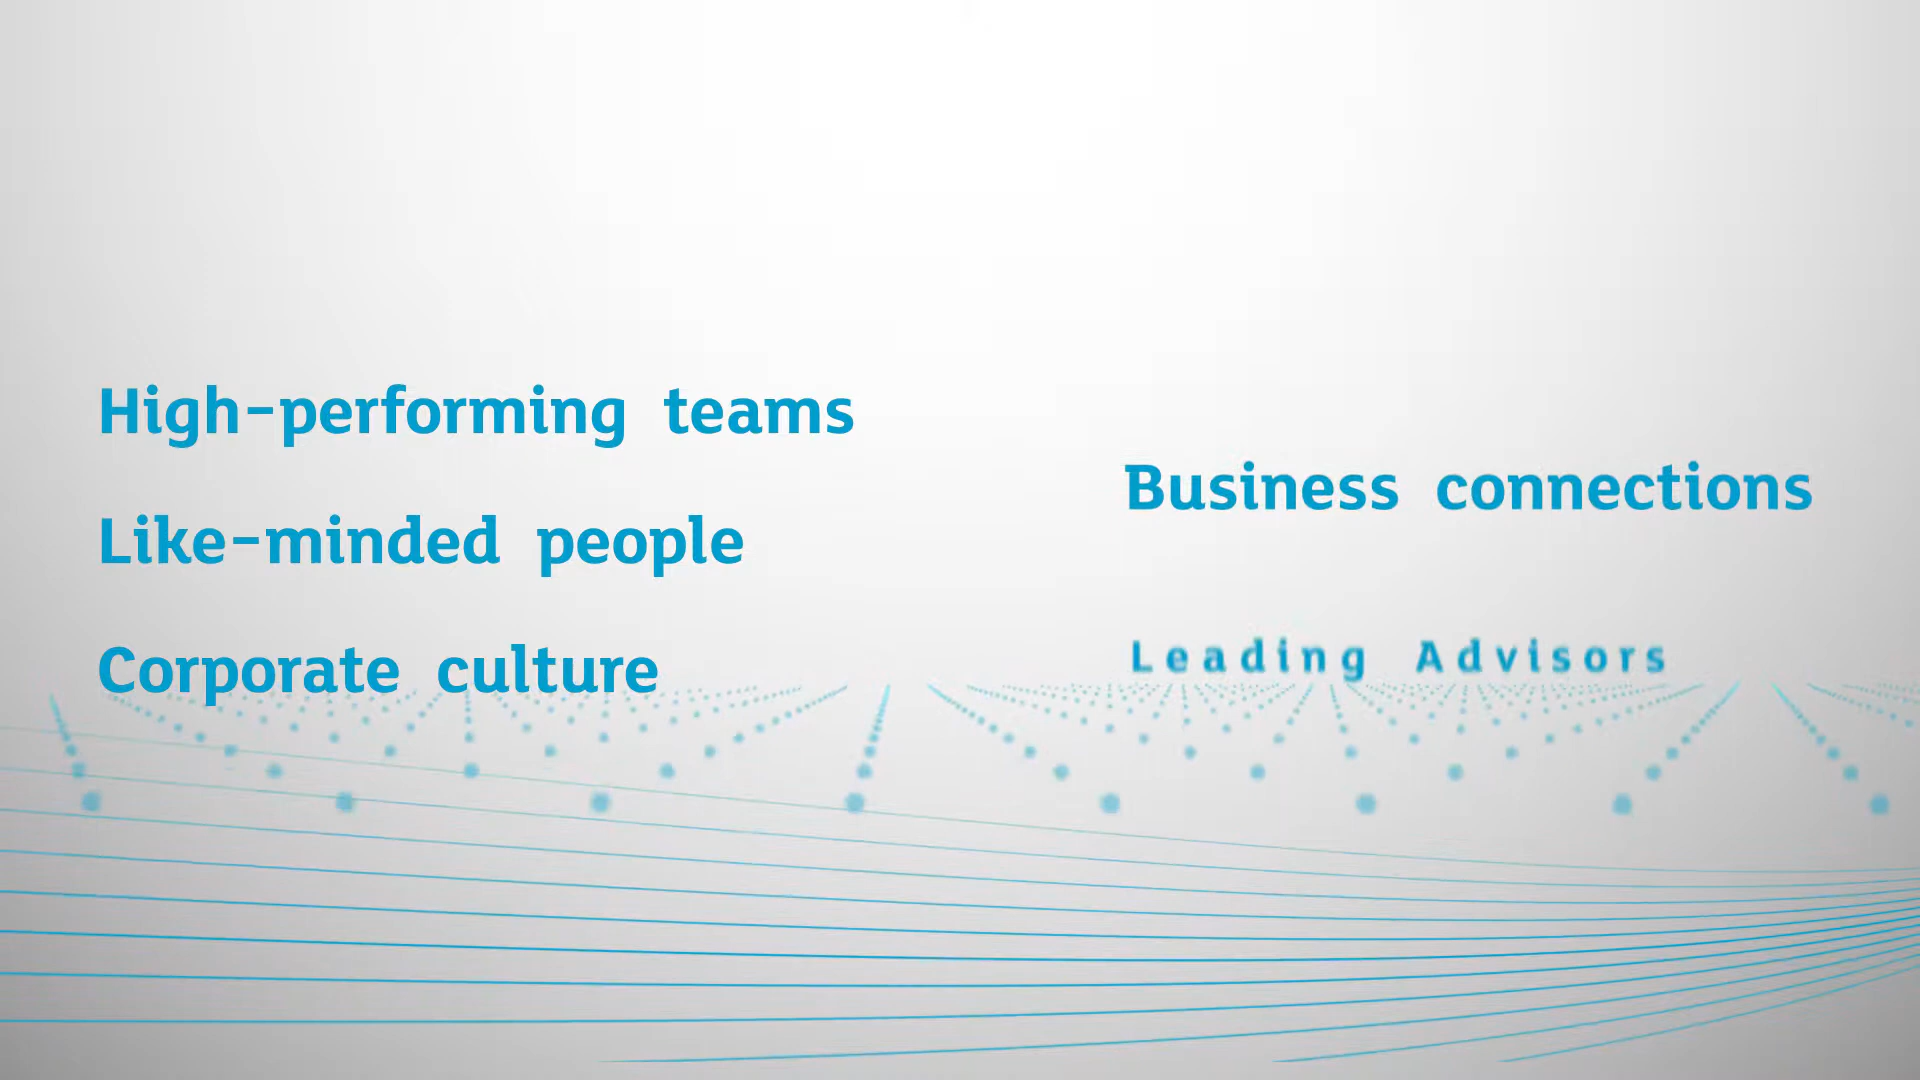 High-performing teams
Like-minded people
Corporate culture
Business connections
Leading Advisors